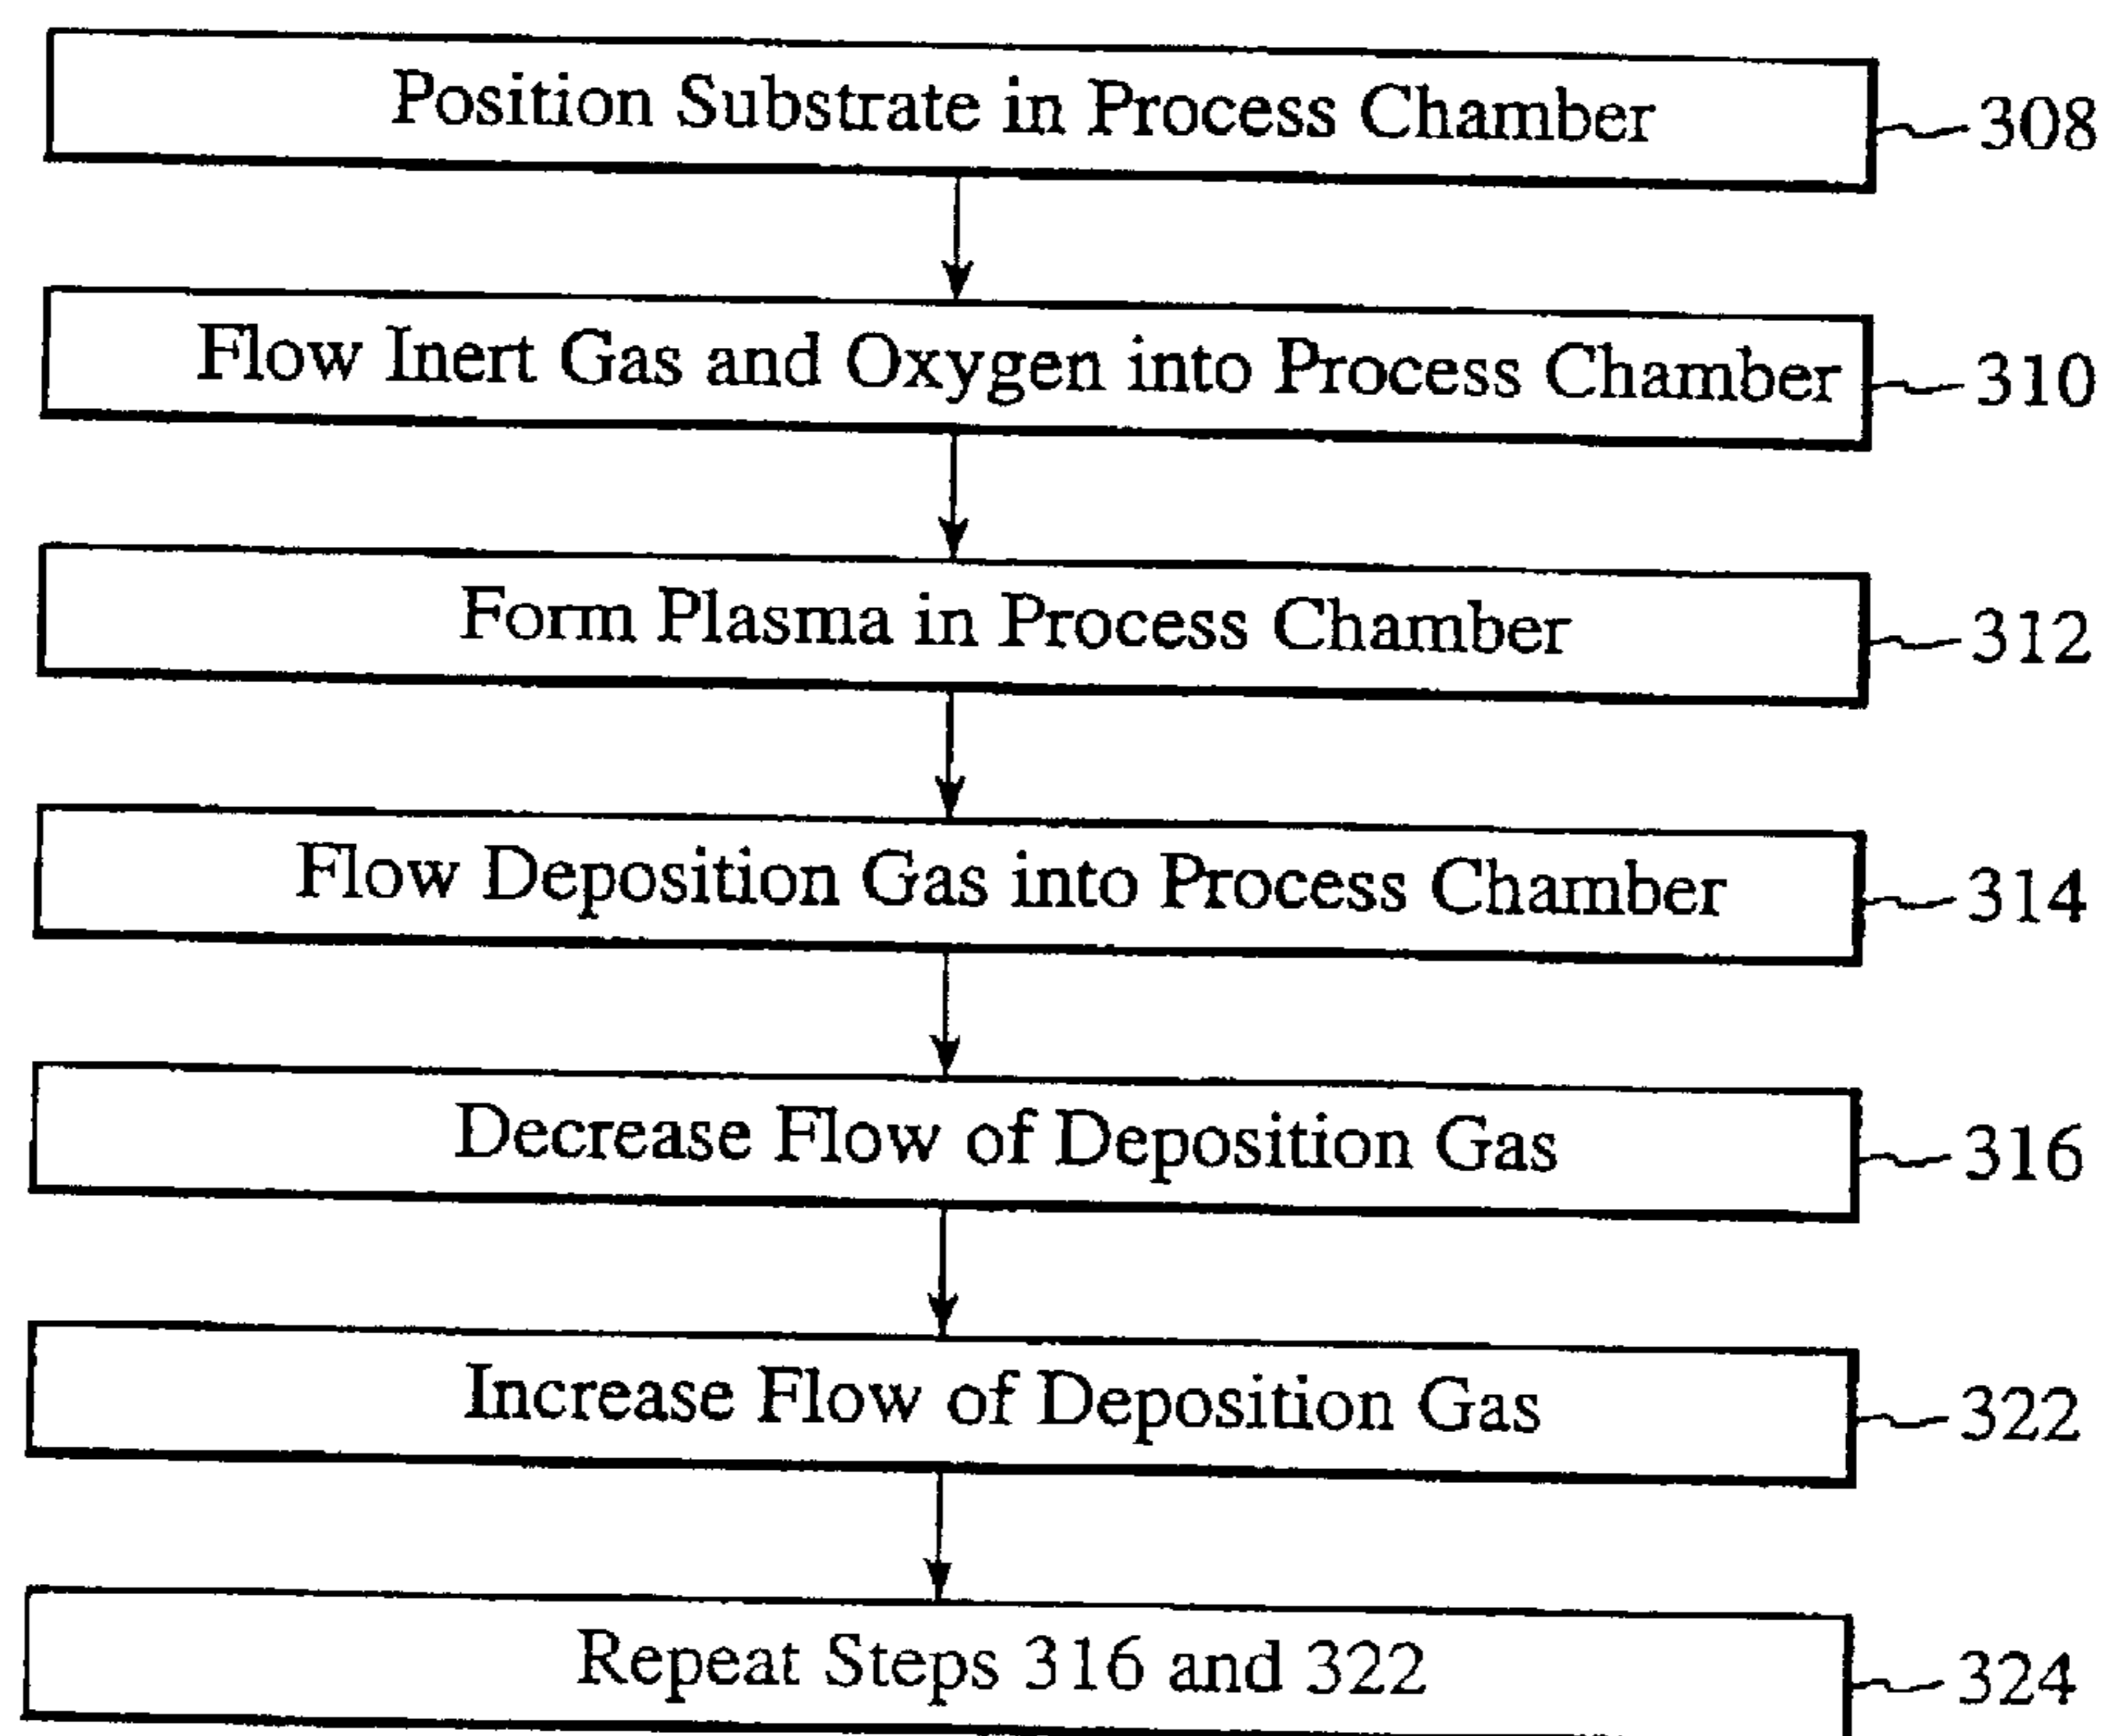 Position Substrate in Process Chamber
308
Flow Inert Gas and Oxygen into Process Chamber
310
Form Plasma in Process Chamber
312
Flow Deposition Gas into Process Chamber
314
Decrease Flow of Deposition Gas
316
Increase Flow of Deposition Gas
322
Repeat Steps 316 and 322
324